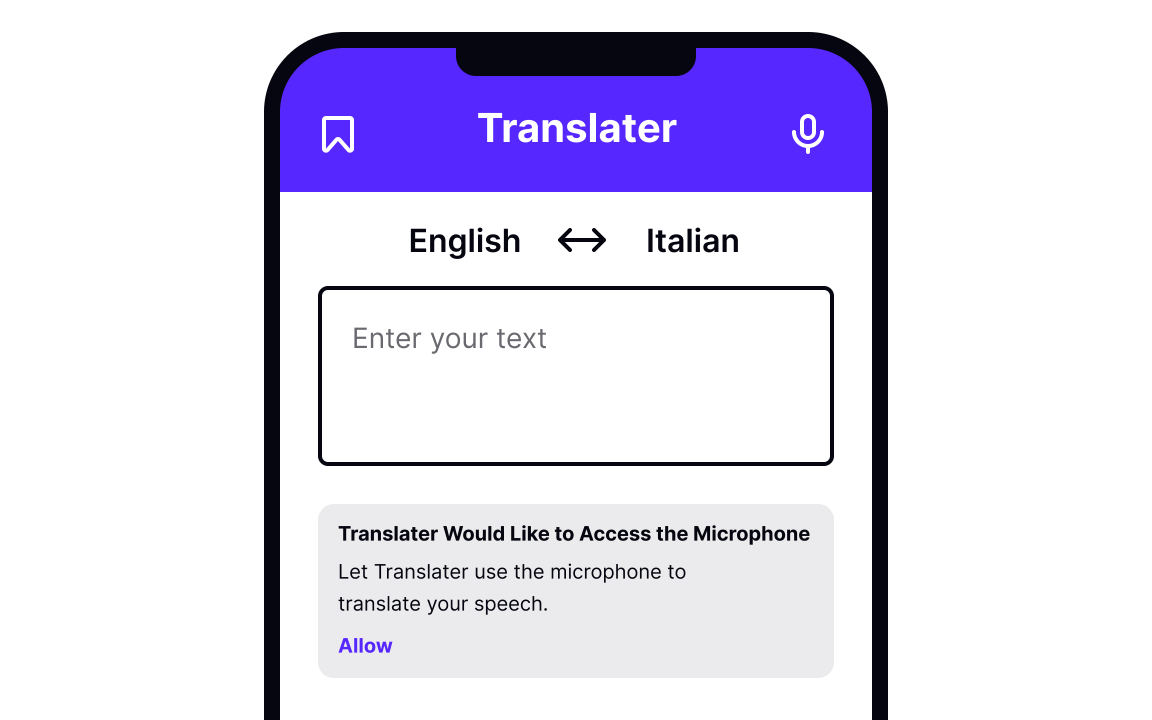 Translater
English Italian
Enter your text
Translater Would Like to Access the Microphone
Let Translater use the microphone to
translate your speech.
Allow